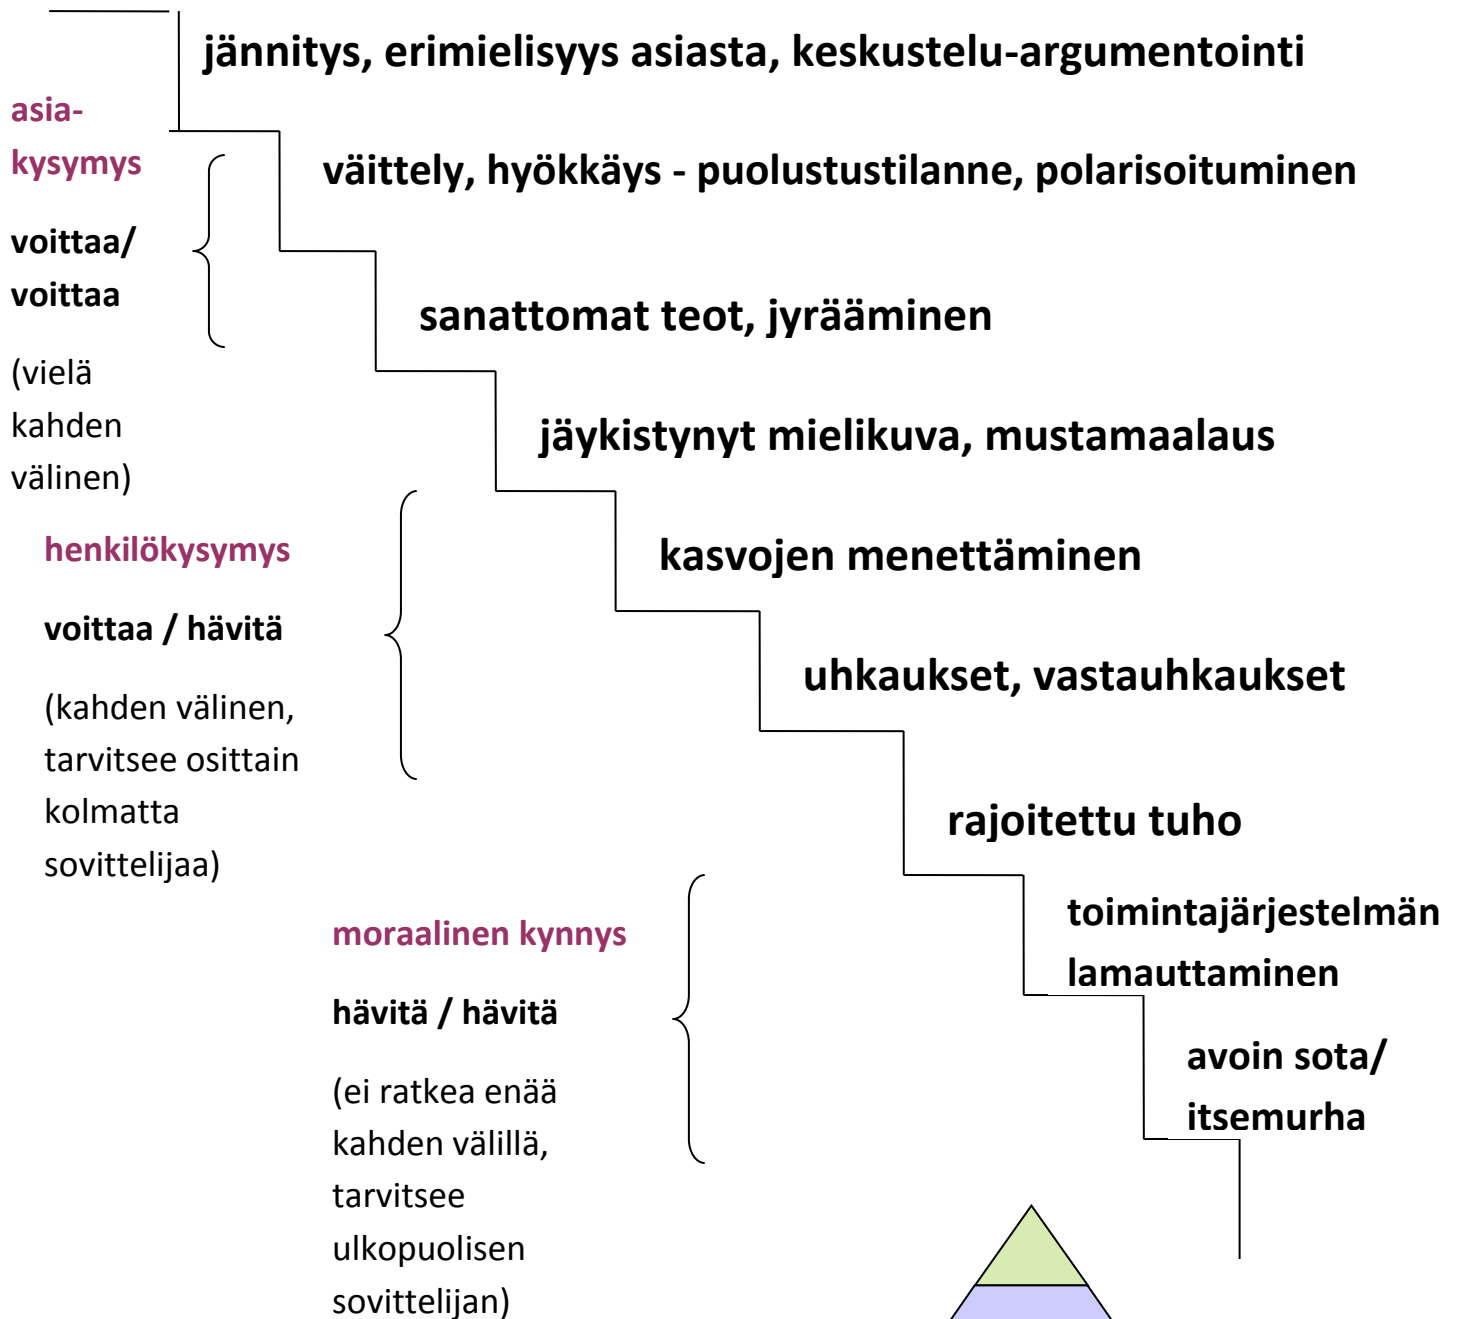 jännitys, erimielisyys asiasta, keskustelu-argumentointi
asia-
kysymys
väittely, hyökkäys - puolustustilanne, polarisoituminen
voittaa/
voittaa
sanattomat teot, jyrääminen
(vielä
kahden
välinen)
jäykistynyt mielikuva, mustamaalaus
henkilökysymys
kasvojen menettäminen
voittaa / hävitä
uhkaukset, vastauhkaukset
(kahden välinen,
tarvitsee osittain
kolmatta
sovittelijaa)
rajoitettu tuho
moraalinen kynnys
toimintajärjestelmän
lamauttaminen
hävitä / hävitä
avoin sota/
itsemurha
(ei ratkea enää
kahden välillä,
tarvitsee
ulkopuolisen
sovittelijan)